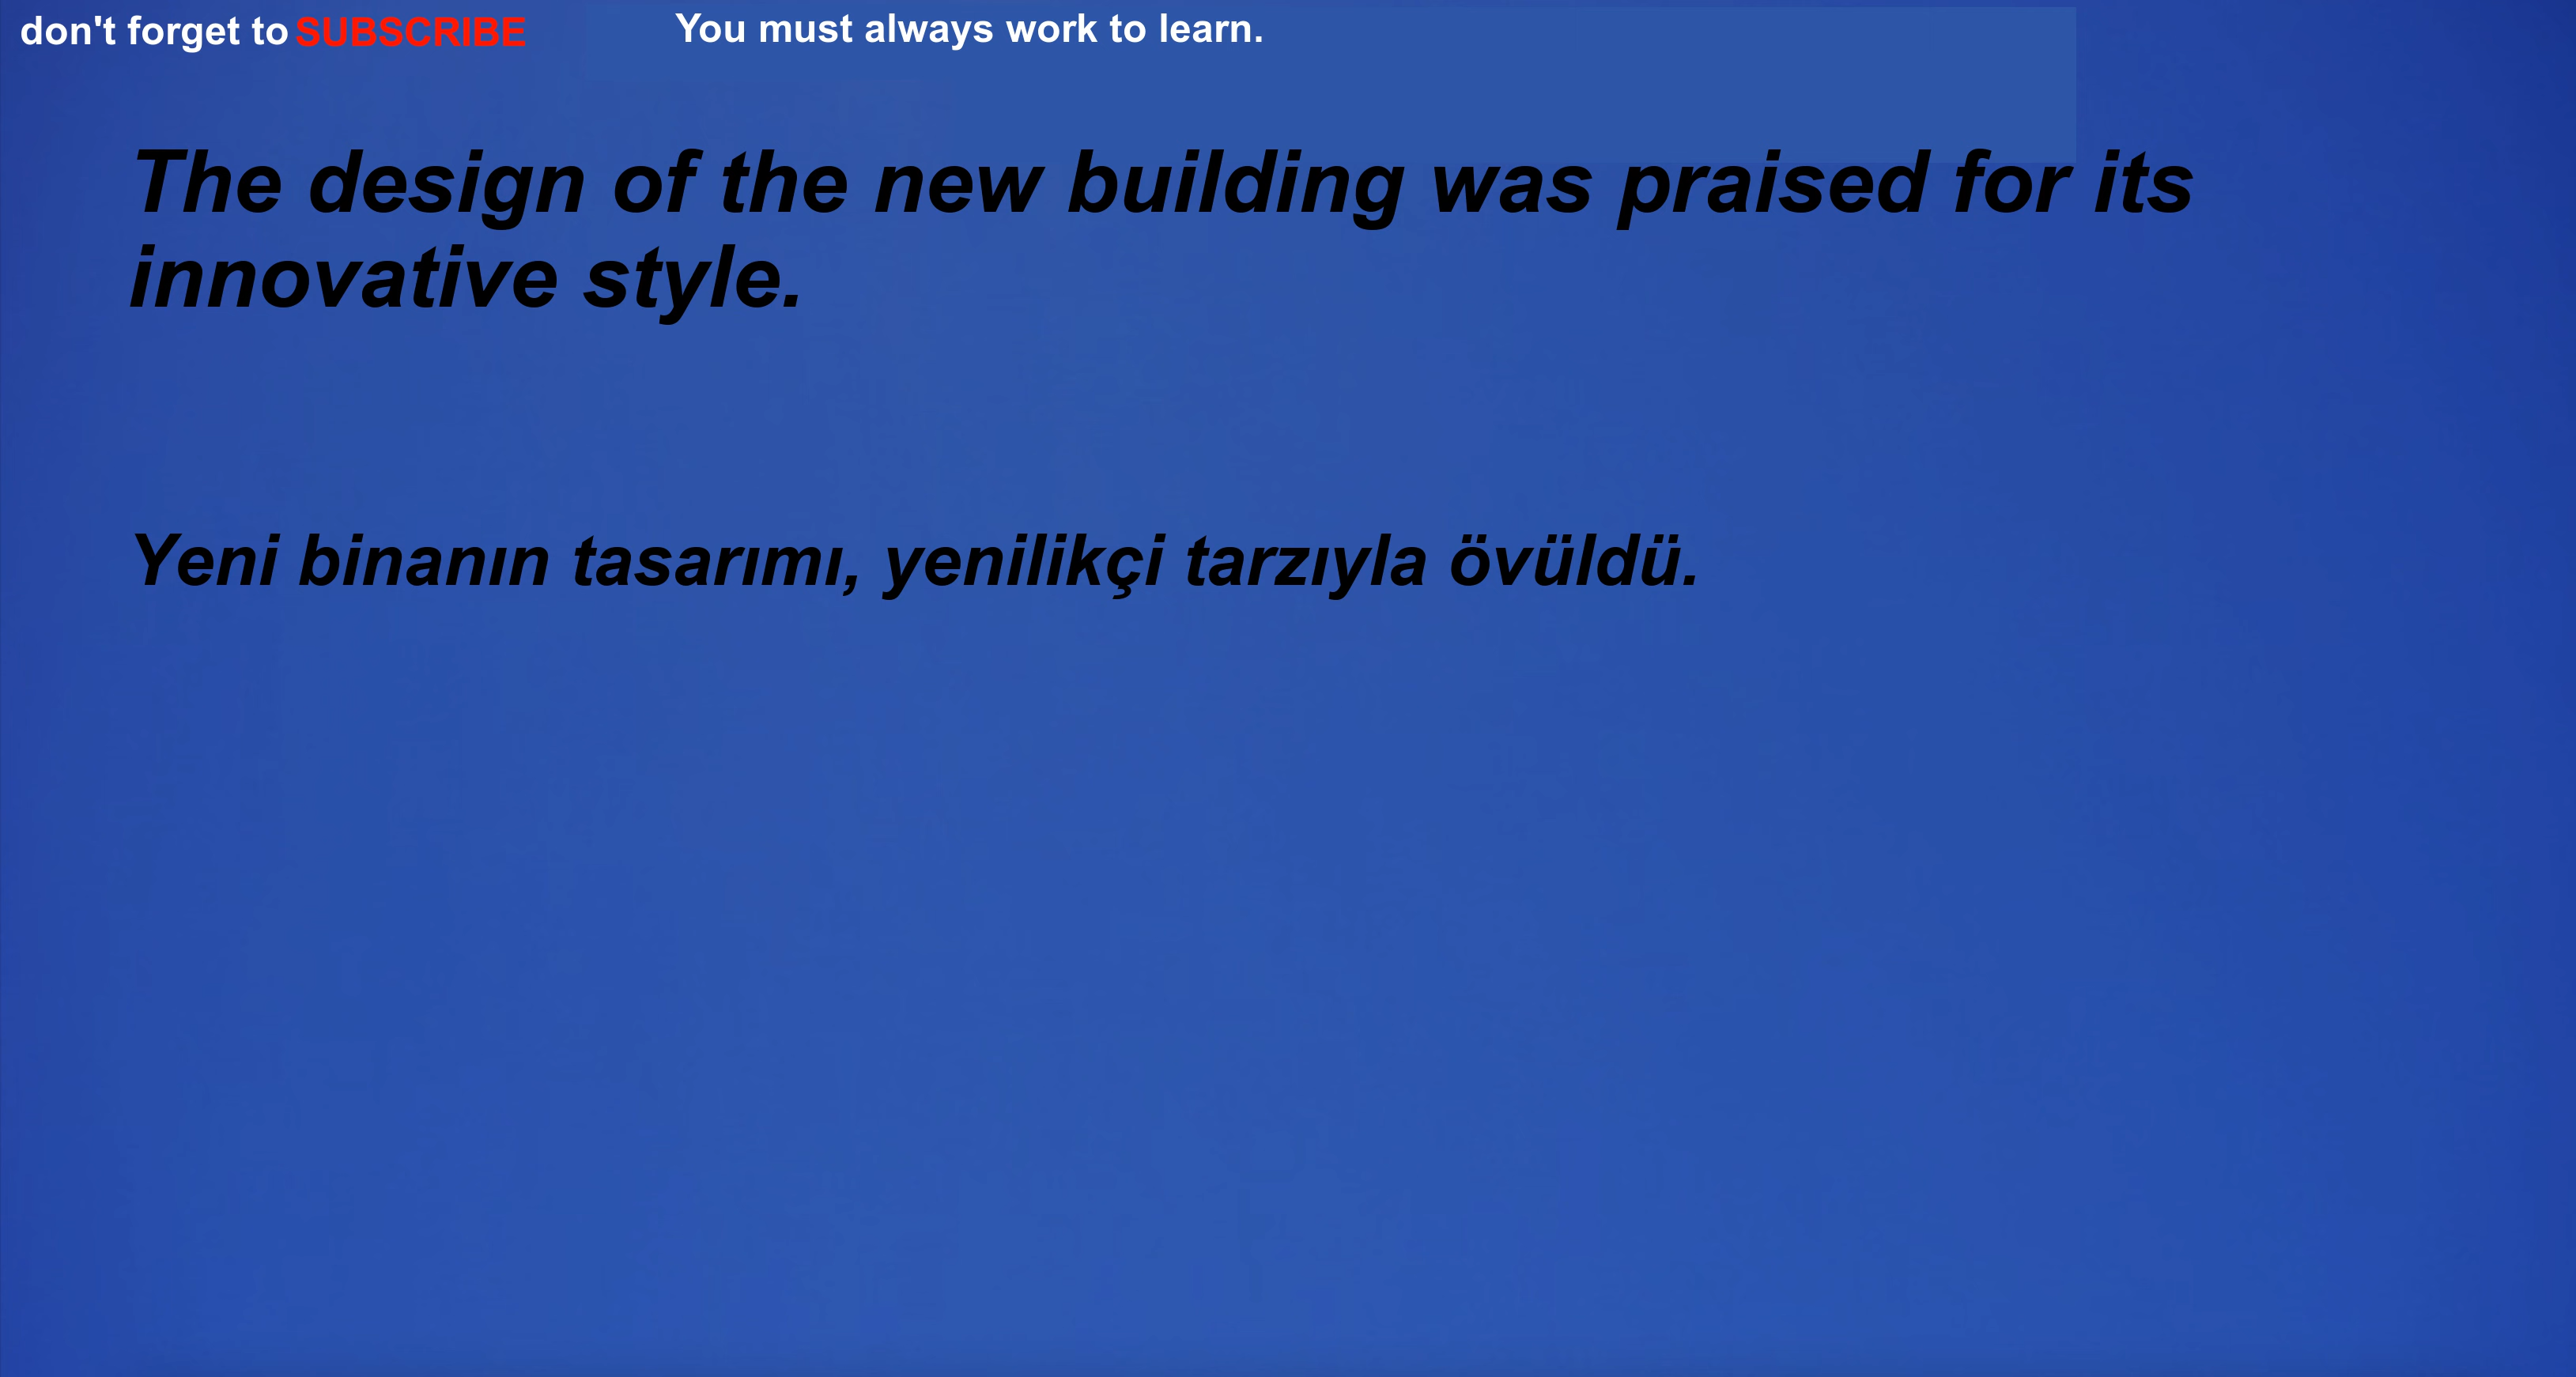 don't forget to SUBSCRIBE
You must always work to learn.
The design of the new building was praised for its
innovative style.
Yeni binanın tasarımı, yenilikçi tarzıyla övüldü.